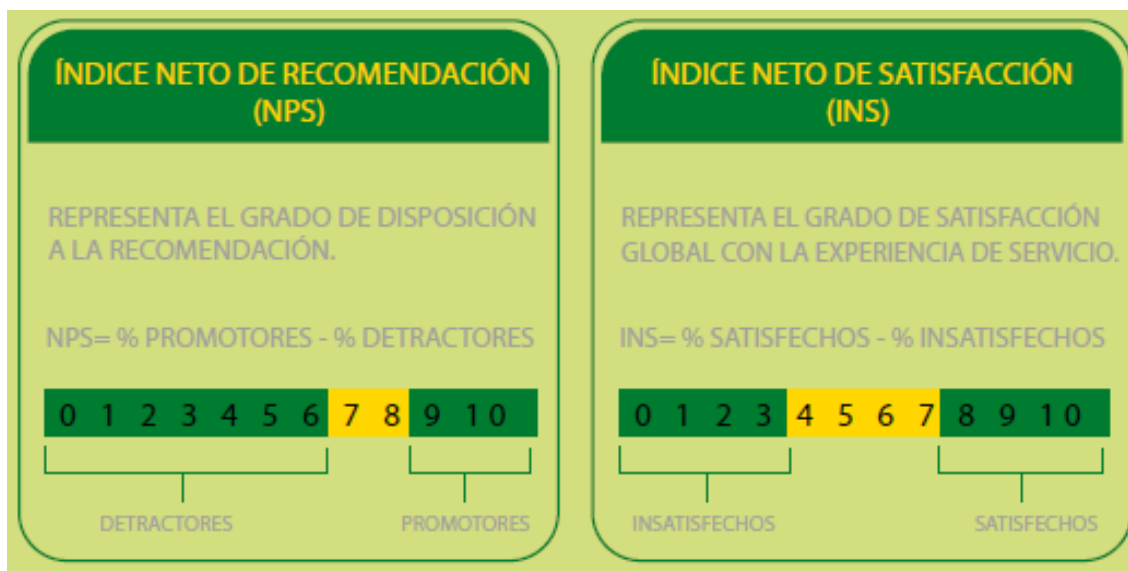 ÍNDICE NETO DE RECOMENDACIÓN
(NPS)
REPRESENTA EL GRADO DE DISPOSICIÓN
A LA RECOMENDACIÓN.
NPS= % PROMOTORES - % DETRACTORES
0 1 2 3 4 5 6 7 8 9 10
DETRACTORES
PROMOTORES
ÍNDICE NETO DE SATISFACCIÓN
(INS)
REPRESENTA EL GRADO DE SATISFACCIÓN
GLOBAL CON LA EXPERIENCIA DE SERVICIO.
INS= % SATISFECHOS - % INSATISFECHOS
0 1 2 3 4 5 6 7 8 9 10
INSATISFECHOS
SATISFECHOS